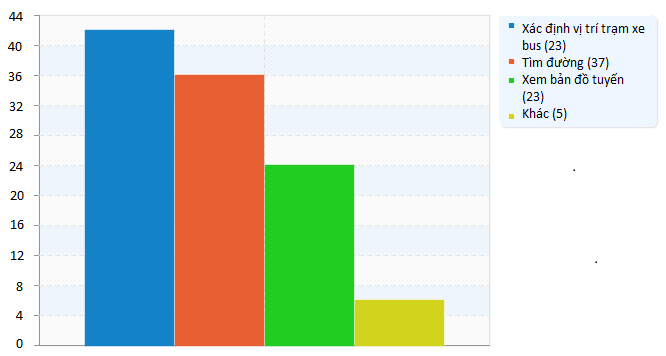 44
40
36
32
28
24
20
16
12
8
4
0
Xác định vị trí trạm xe
bus (23)
Tìm đường (37)
Xem bản đồ tuyến
(23)
Khác (5)